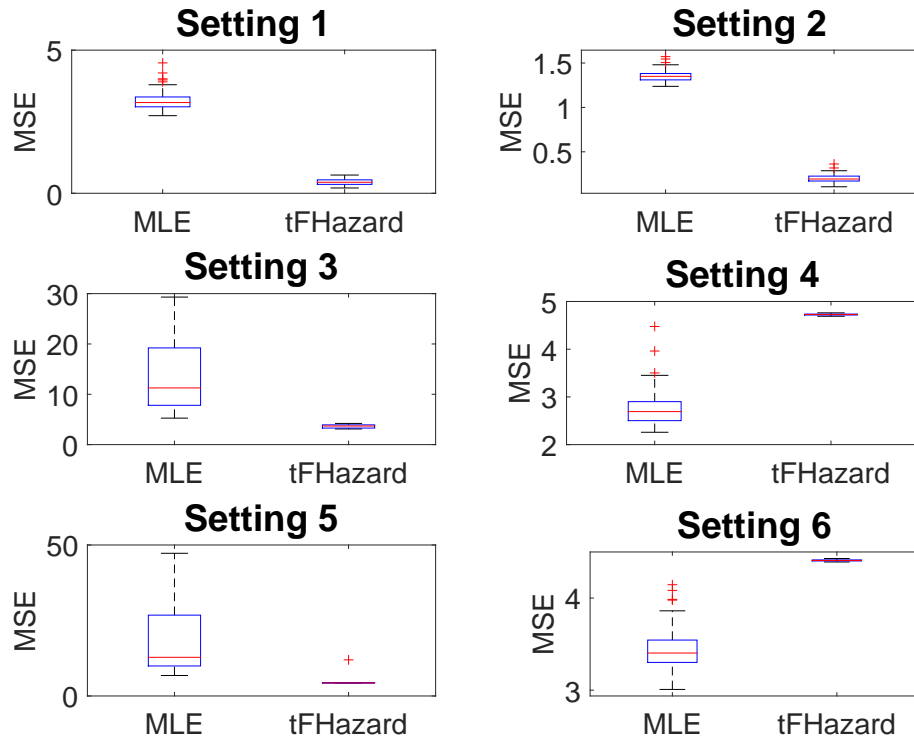 Setting 1
5
0
MSE
MLE
tFHazard
Setting 2
1.5
1
0.5
MSE
MLE
tFHazard
Setting 3
30
20
10
0
MSE
MLE
tFHazard
Setting 4
5
4
3
2
MSE
MLE
tFHazard
Setting 5
50
0
MSE
MLE
tFHazard
Setting 6
4
3
MSE
MLE
tFHazard